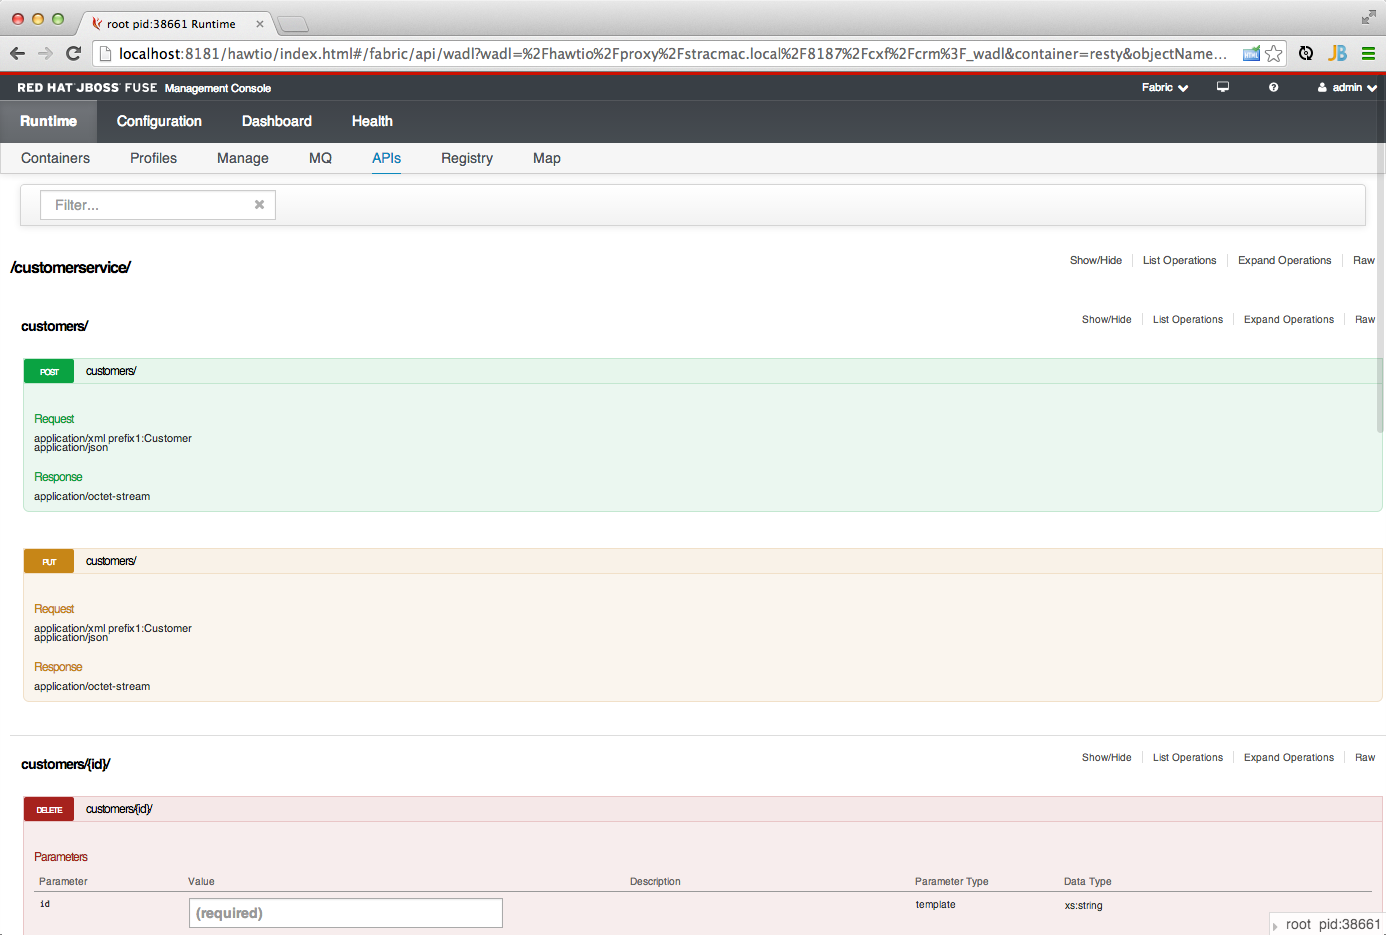 root pid:38661 Runtime
localhost:8181/hawtio/index.html#/fabric/api/wadl?wadl=%2Fhawtio%2Fproxy%2Fstracmac.local%2F8187%2Fcxf%2Fcrm%3F_wadl&container=resty&objectName... JB
RED HAT JBOSS FUSE Management Console Fabric admin
Runtime Configuration Dashboard Health
Containers Profiles Manage MQ APIs Registry Map
Filter...
/customerservice/ Show/Hide List Operations Expand Operations Raw
customers/ Show/Hide List Operations Expand Operations Raw
POST customers/
Request
application/xml prefix1:Customer
application/json
Response
application/octet-stream
PUT customers/
Request
application/xml prefix1:Customer
application/json
Response
application/octet-stream
customers/{id}/ Show/Hide List Operations Expand Operations Raw
DELETE customers/{id}/
Parameters
Parameter Value Description Parameter Type Data Type
id (required) template xs:string
root pid:38661